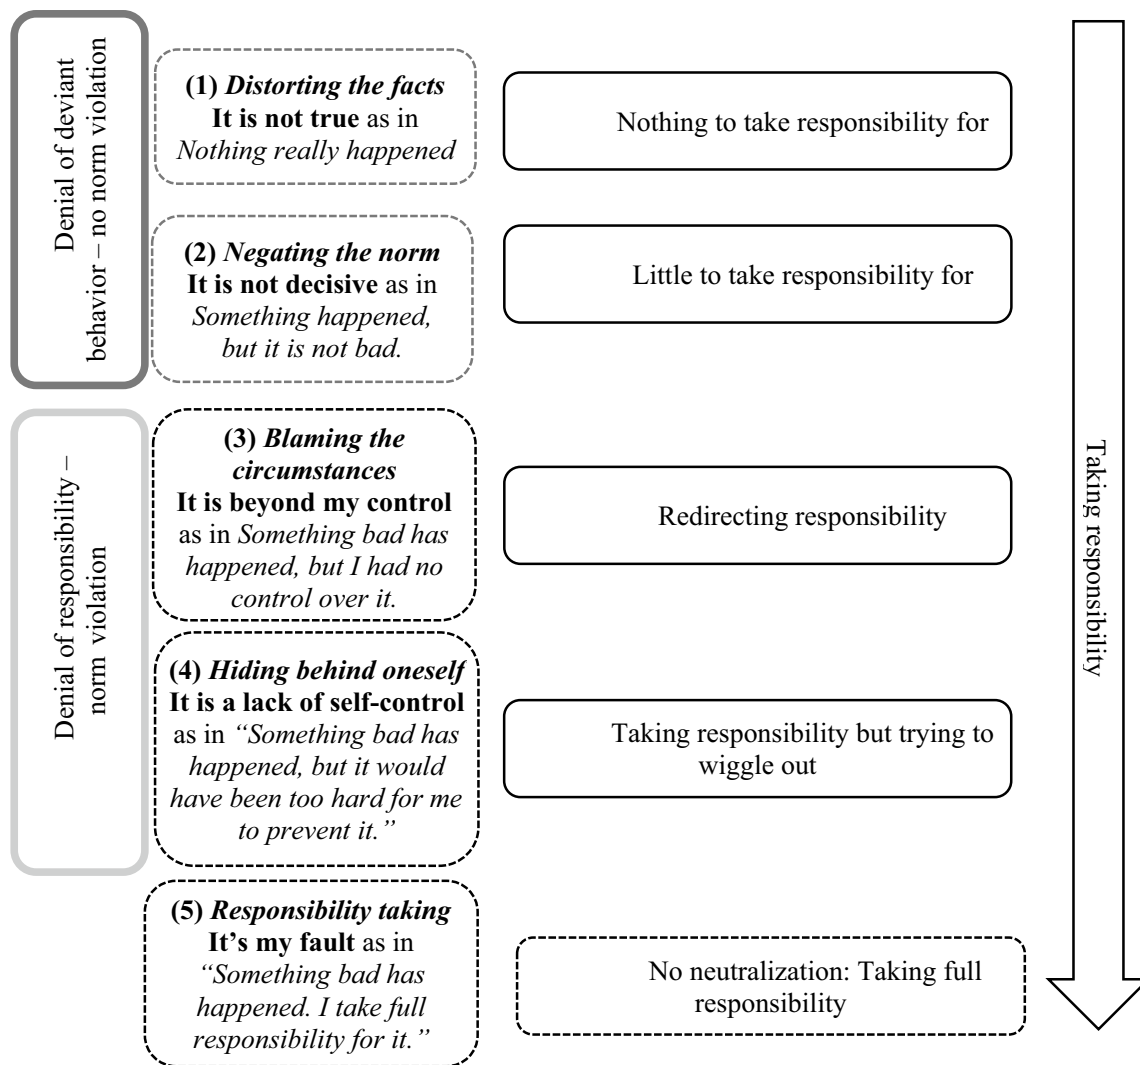 Denial of deviant
behavior – no norm violation
(1) Distorting the facts
It is not true as in
Nothing really happened
Nothing to take responsibility for
(2) Negating the norm
It is not decisive as in
Something happened,
but it is not bad.
Little to take responsibility for
Denial of responsibility –
norm violation
(3) Blaming the
circumstances
It is beyond my control
as in Something bad has
happened, but I had no
control over it.
Redirecting responsibility
(4) Hiding behind oneself
It is a lack of self-control
as in “Something bad has
happened, but it would
have been too hard for me
to prevent it.”
Taking responsibility but trying to
wiggle out
(5) Responsibility taking
It’s my fault as in
“Something bad has
happened. I take full
responsibility for it.”
No neutralization: Taking full
responsibility
Taking responsibility